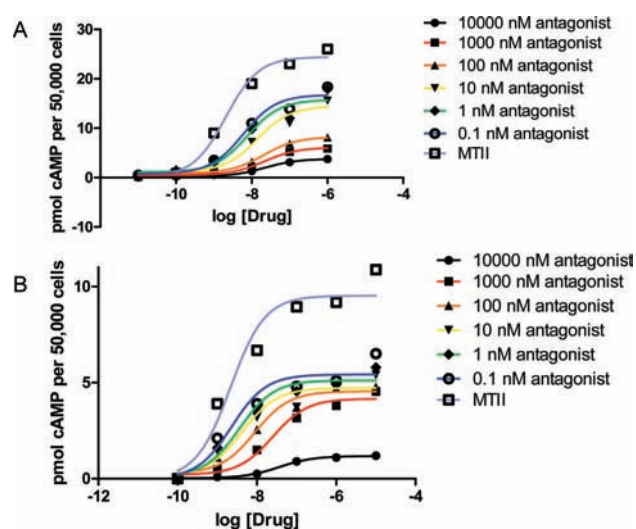 A
pmol cAMP per 50,000 cells
30
20
10
0
-10
-12
-10
-8
-6
-4
log [Drug]
10000 nM antagonist
1000 nM antagonist
100 nM antagonist
10 nM antagonist
1 nM antagonist
0.1 nM antagonist
MTII
B
pmol cAMP per 50,000 cells
10
5
0
-12
-10
-8
-6
-4
log [Drug]
10000 nM antagonist
1000 nM antagonist
100 nM antagonist
10 nM antagonist
1 nM antagonist
0.1 nM antagonist
MTII